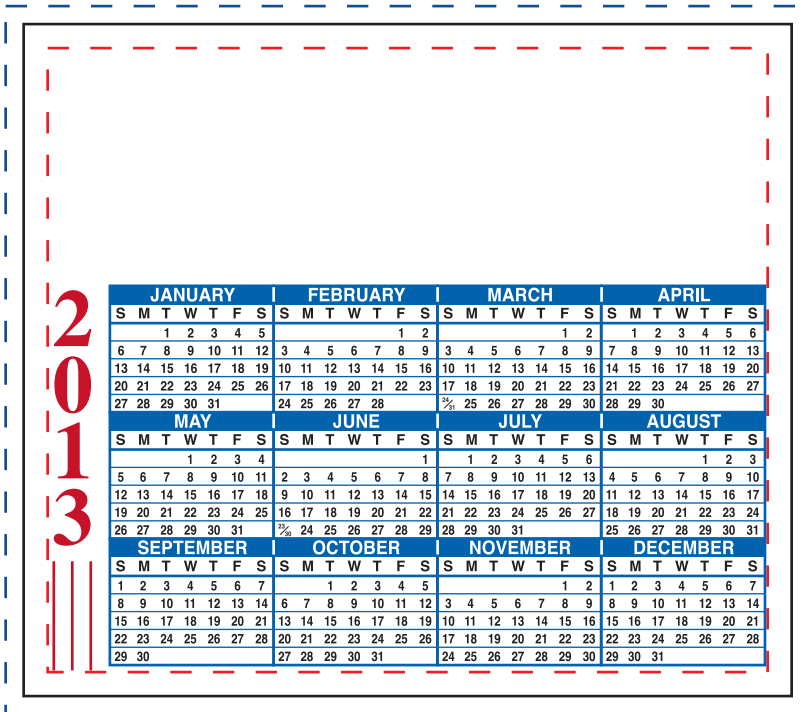 2013
JANUARY FEBRUARY MARCH APRIL
S M T W T F S S M T W T F S S M T W T F S S M T W T F S
1 2 3 4 5 1 2 1 2 1 2 3 4 5 6
6 7 8 9 10 11 12 3 4 5 6 7 8 9 3 4 5 6 7 8 9 7 8 9 10 11 12 13
13 14 15 16 17 18 19 10 11 12 13 14 15 16 10 11 12 13 14 15 16 14 15 16 17 18 19 20
20 21 22 23 24 25 26 17 18 19 20 21 22 23 17 18 19 20 21 22 23 21 22 23 24 25 26 27
27 28 29 30 31 24 25 26 27 28 24/31 25 26 27 28 29 30 28 29 30
MAY JUNE JULY AUGUST
S M T W T F S S M T W T F S S M T W T F S S M T W T F S
1 2 3 4 1 1 2 3 4 5 6 1 2 3
5 6 7 8 9 10 11 2 3 4 5 6 7 8 7 8 9 10 11 12 13 4 5 6 7 8 9 10
12 13 14 15 16 17 18 9 10 11 12 13 14 15 14 15 16 17 18 19 20 11 12 13 14 15 16 17
19 20 21 22 23 24 25 16 17 18 19 20 21 22 21 22 23 24 25 26 27 18 19 20 21 22 23 24
26 27 28 29 30 31 23/30 24 25 26 27 28 29 28 29 30 31 25 26 27 28 29 30 31
SEPTEMBER OCTOBER NOVEMBER DECEMBER
S M T W T F S S M T W T F S S M T W T F S S M T W T F S
1 2 3 4 5 6 7 1 2 3 4 5 1 2 1 2 3 4 5 6 7
8 9 10 11 12 13 14 6 7 8 9 10 11 12 3 4 5 6 7 8 9 8 9 10 11 12 13 14
15 16 17 18 19 20 21 13 14 15 16 17 18 19 10 11 12 13 14 15 16 15 16 17 18 19 20 21
22 23 24 25 26 27 28 20 21 22 23 24 25 26 17 18 19 20 21 22 23 22 23 24 25 26 27 28
29 30 27 28 29 30 31 24 25 26 27 28 29 30 29 30 31